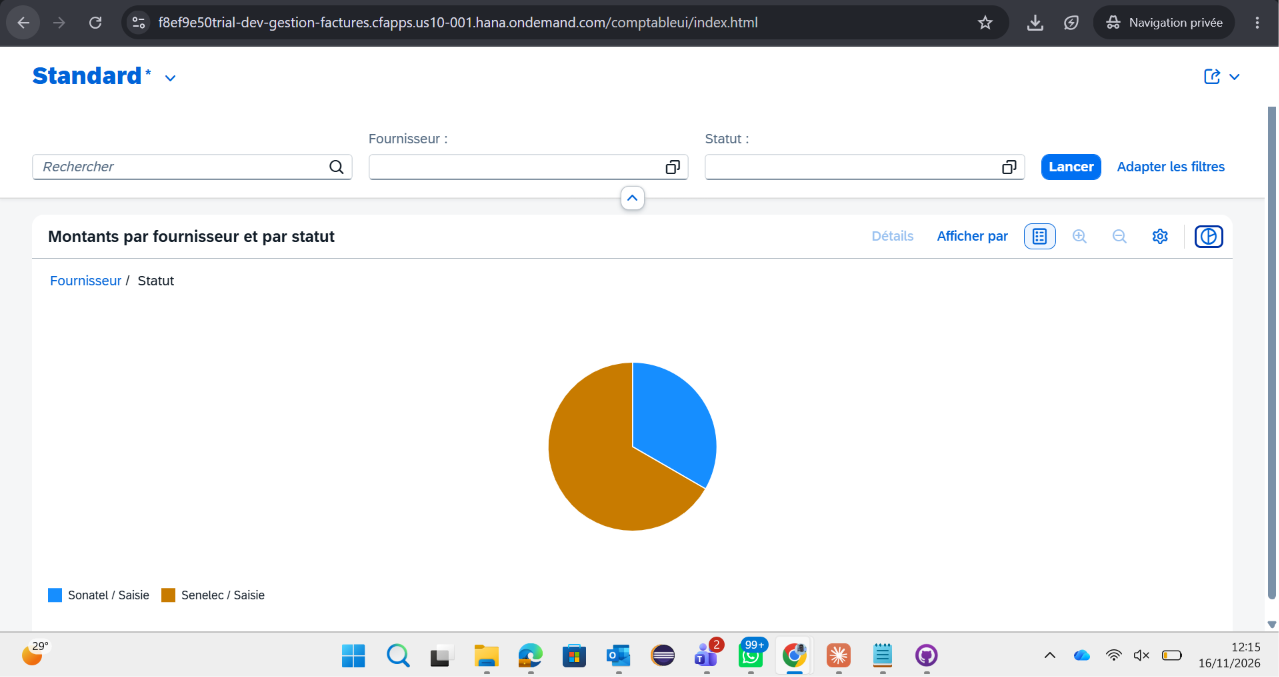 f8ef9e50trial-dev-gestion-factures.cfapps.us10-001.hana.ondemand.com/comptableui/index.html
Navigation privée
Standard *
Fournisseur :
Statut :
Rechercher
Lancer
Adapter les filtres
Montants par fournisseur et par statut
Détails
Afficher par
Fournisseur / Statut
Sonatel / Saisie
Senelec / Saisie
29°
2
99+
12:15
16/11/2026